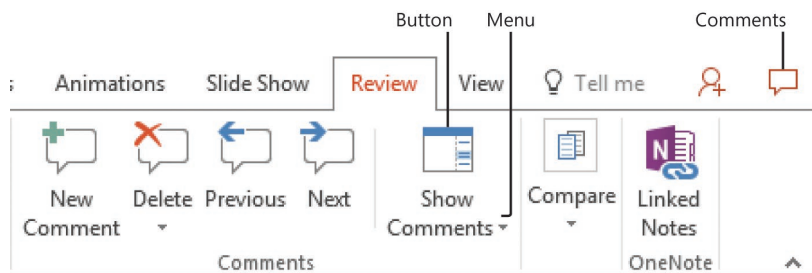 Button Menu Comments
s Animations Slide Show Review View Tell me
New Comment
Delete
Previous
Next
Show Comments
Compare
Linked Notes
Comments
OneNote